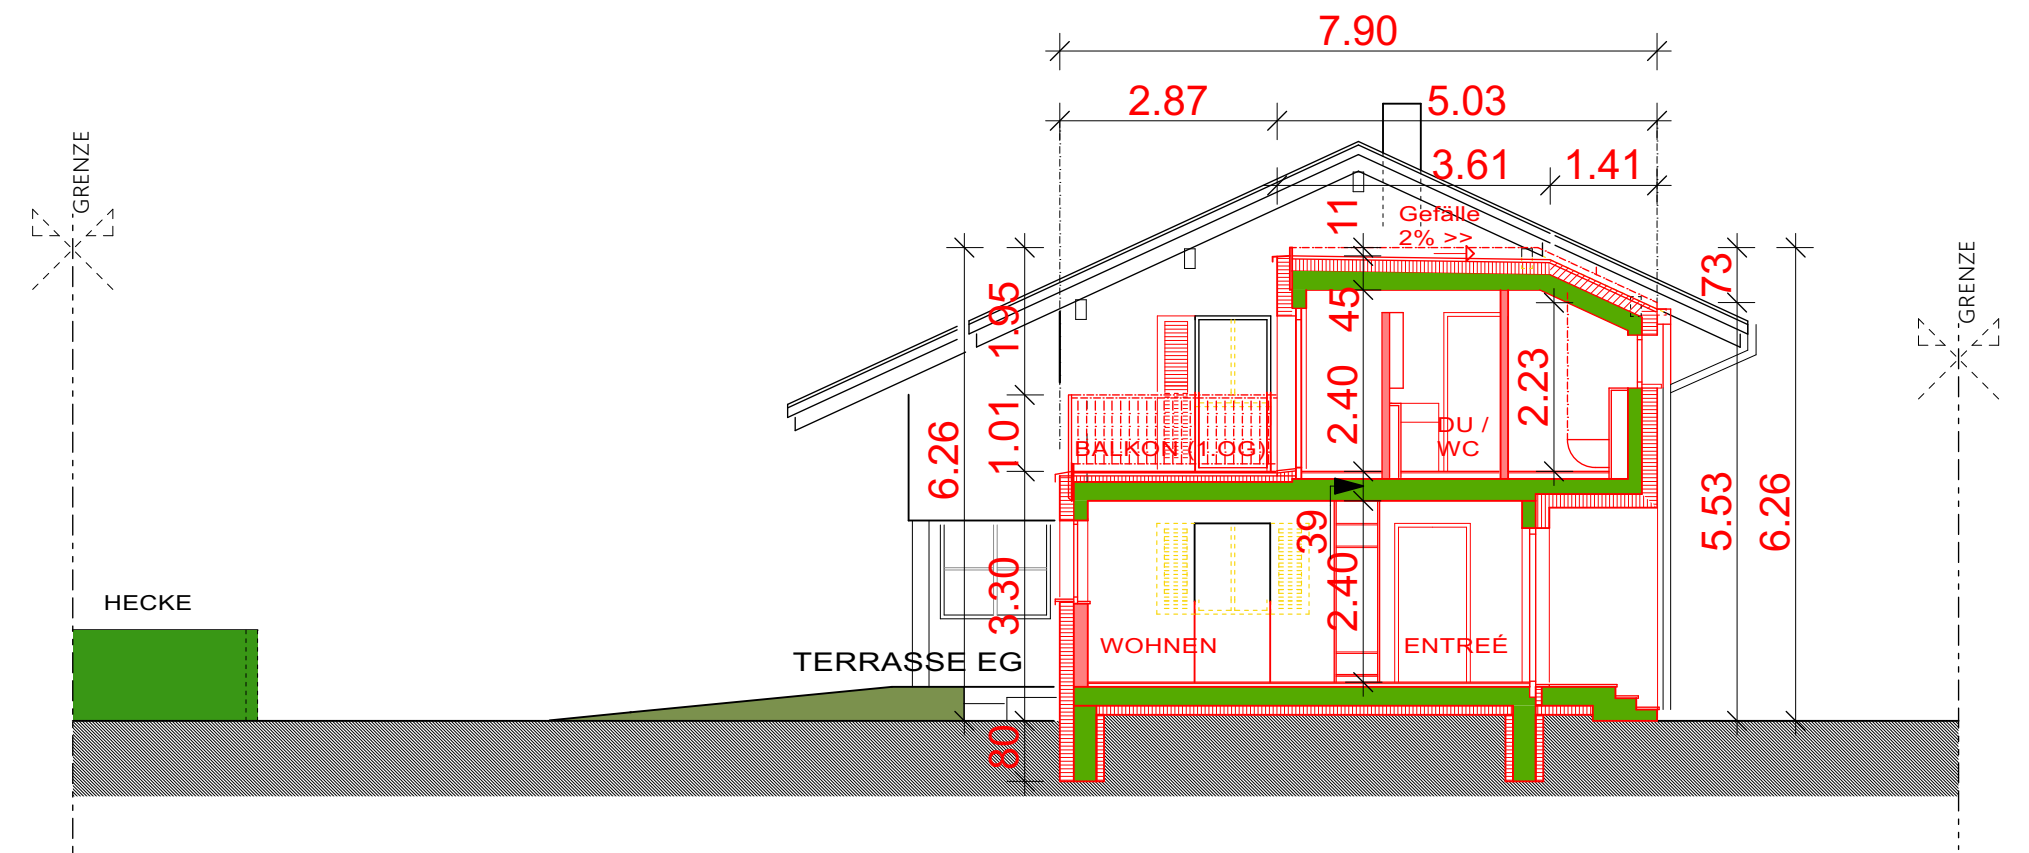 7.90
2.87
5.03
3.61
1.41
GRENZE
11
Gefälle
2% >>
GRENZE
73
1.95
45
2.40
2.23
1.01
6.26
BALKON (1.OG)
DU /
WC
5.53
6.26
39
3.30
2.40
HECKE
WOHNEN
ENTREÉ
TERRASSE EG
80